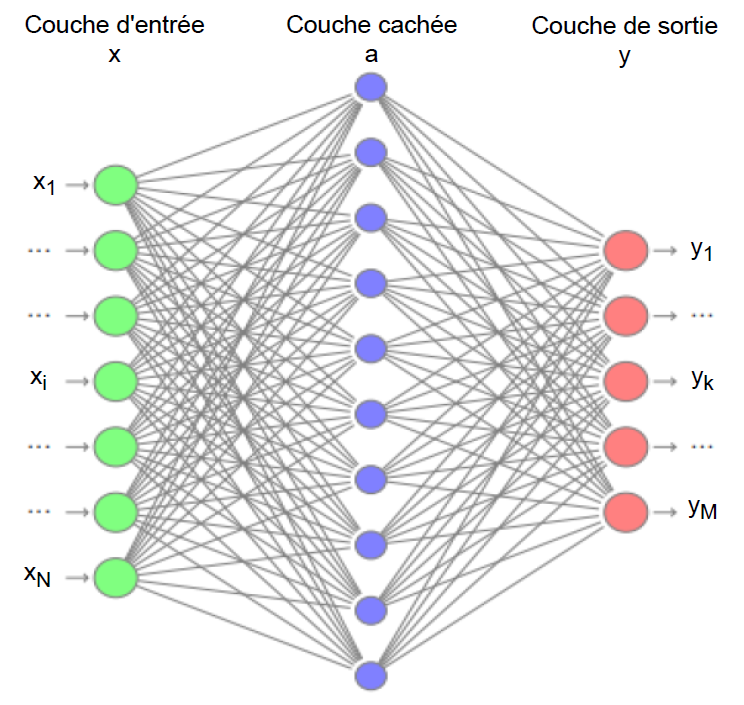 Couche d'entrée
x
Couche cachée
a
Couche de sortie
y
x1
...
...
xi
...
...
xN
y1
...
yk
...
yM